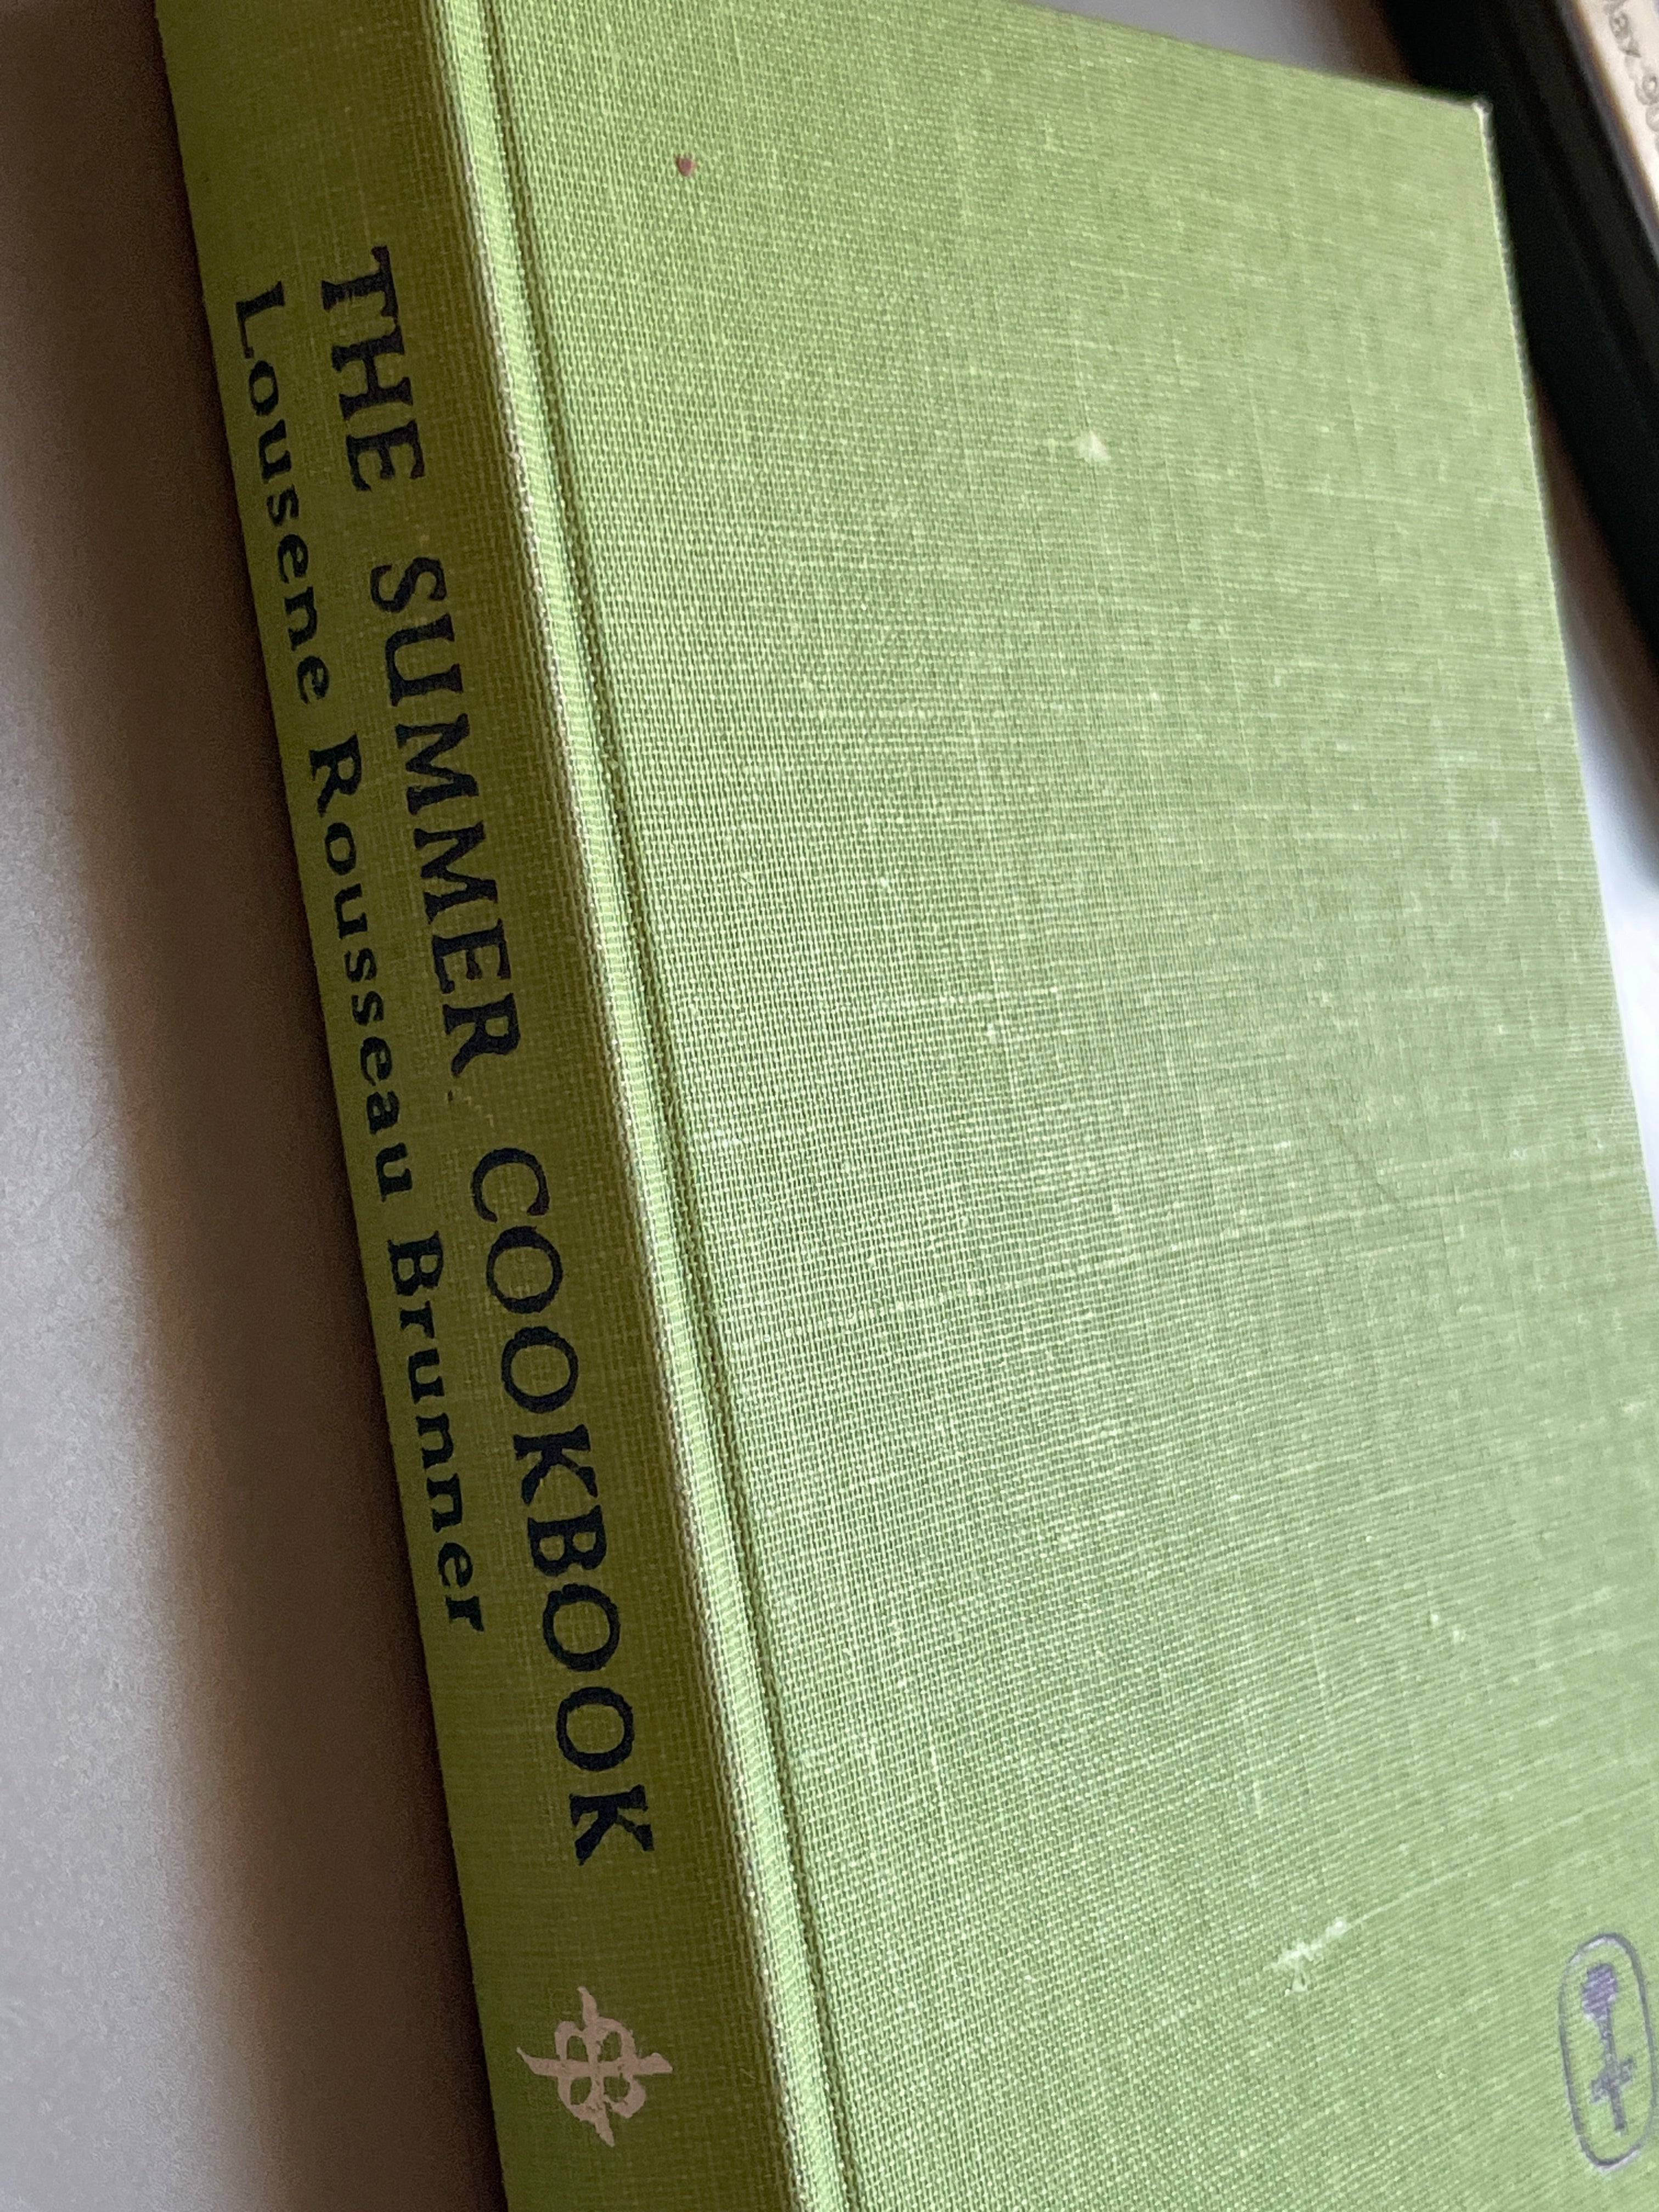 THE SUMMER COOKBOOK
Lousene Rousseau Brunner